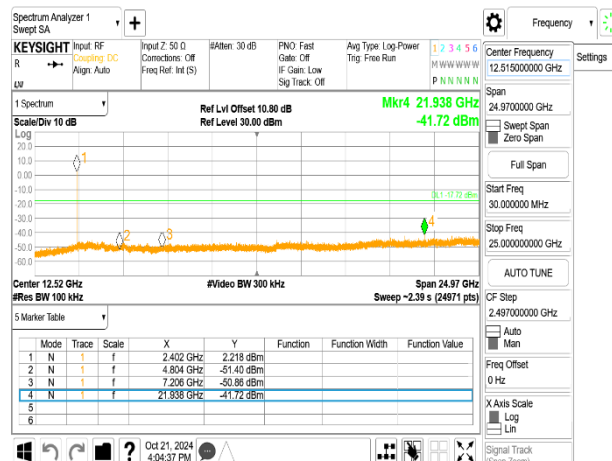 Spectrum Analyzer 1
Swept SA
Frequency
KEYSIGHT
R
Input: RF
Coupling: DC
Align: Auto
Input Z: 50 Ω
Corrections: Off
Freq Ref: Int (S)
#Atten: 30 dB
PNO: Fast
Gate: Off
IF Gain: Low
Sig Track: Off
Avg Type: Log-Power
Trig: Free Run
1 2 3 4 5 6
M W W W W W
P N N N N N
1 Spectrum
Scale/Div 10 dB
Ref Lvl Offset 10.80 dB
Ref Level 30.00 dBm
Mkr4 21.938 GHz
-41.72 dBm
Log
20.0
10.0
0.00
-10.0
-20.0
-30.0
-40.0
-50.0
-60.0
1
2
3
4
DL1 -17.72 dBm
Center 12.52 GHz
#Res BW 100 kHz
#Video BW 300 kHz
Span 24.97 GHz
Sweep ~2.39 s (24971 pts)
5 Marker Table
Mode Trace Scale X Y Function Function Width Function Value
1 N 1 f 2.402 GHz 2.218 dBm
2 N 1 f 4.804 GHz -51.40 dBm
3 N 1 f 7.206 GHz -50.86 dBm
4 N 1 f 21.938 GHz -41.72 dBm
5
6
?
Oct 21, 2024
4:04:37 PM
Center Frequency
12.515000000 GHz
Settings
Span
24.9700000 GHz
Swept Span
Zero Span
Full Span
Start Freq
30.000000 MHz
Stop Freq
25.000000000 GHz
AUTO TUNE
CF Step
2.497000000 GHz
Auto
Man
Freq Offset
0 Hz
X Axis Scale
Log
Lin
Signal Track
(Span Zoom)